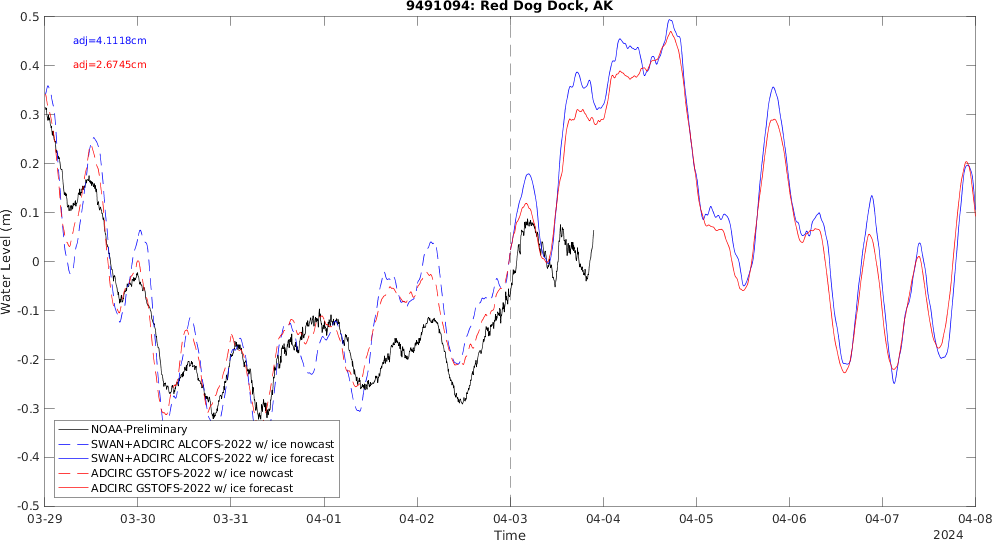 9491094: Red Dog Dock, AK
adj=4.1118cm
adj=2.6745cm
Water Level (m)
0.5
0.4
0.3
0.2
0.1
0
-0.1
-0.2
-0.3
-0.4
-0.5
NOAA-Preliminary
SWAN+ADCIRC ALCOFS-2022 w/ ice nowcast
SWAN+ADCIRC ALCOFS-2022 w/ ice forecast
ADCIRC GSTOFS-2022 w/ ice nowcast
ADCIRC GSTOFS-2022 w/ ice forecast
03-29 03-30 03-31 04-01 04-02 04-03 04-04 04-05 04-06 04-07 04-08
Time
2024